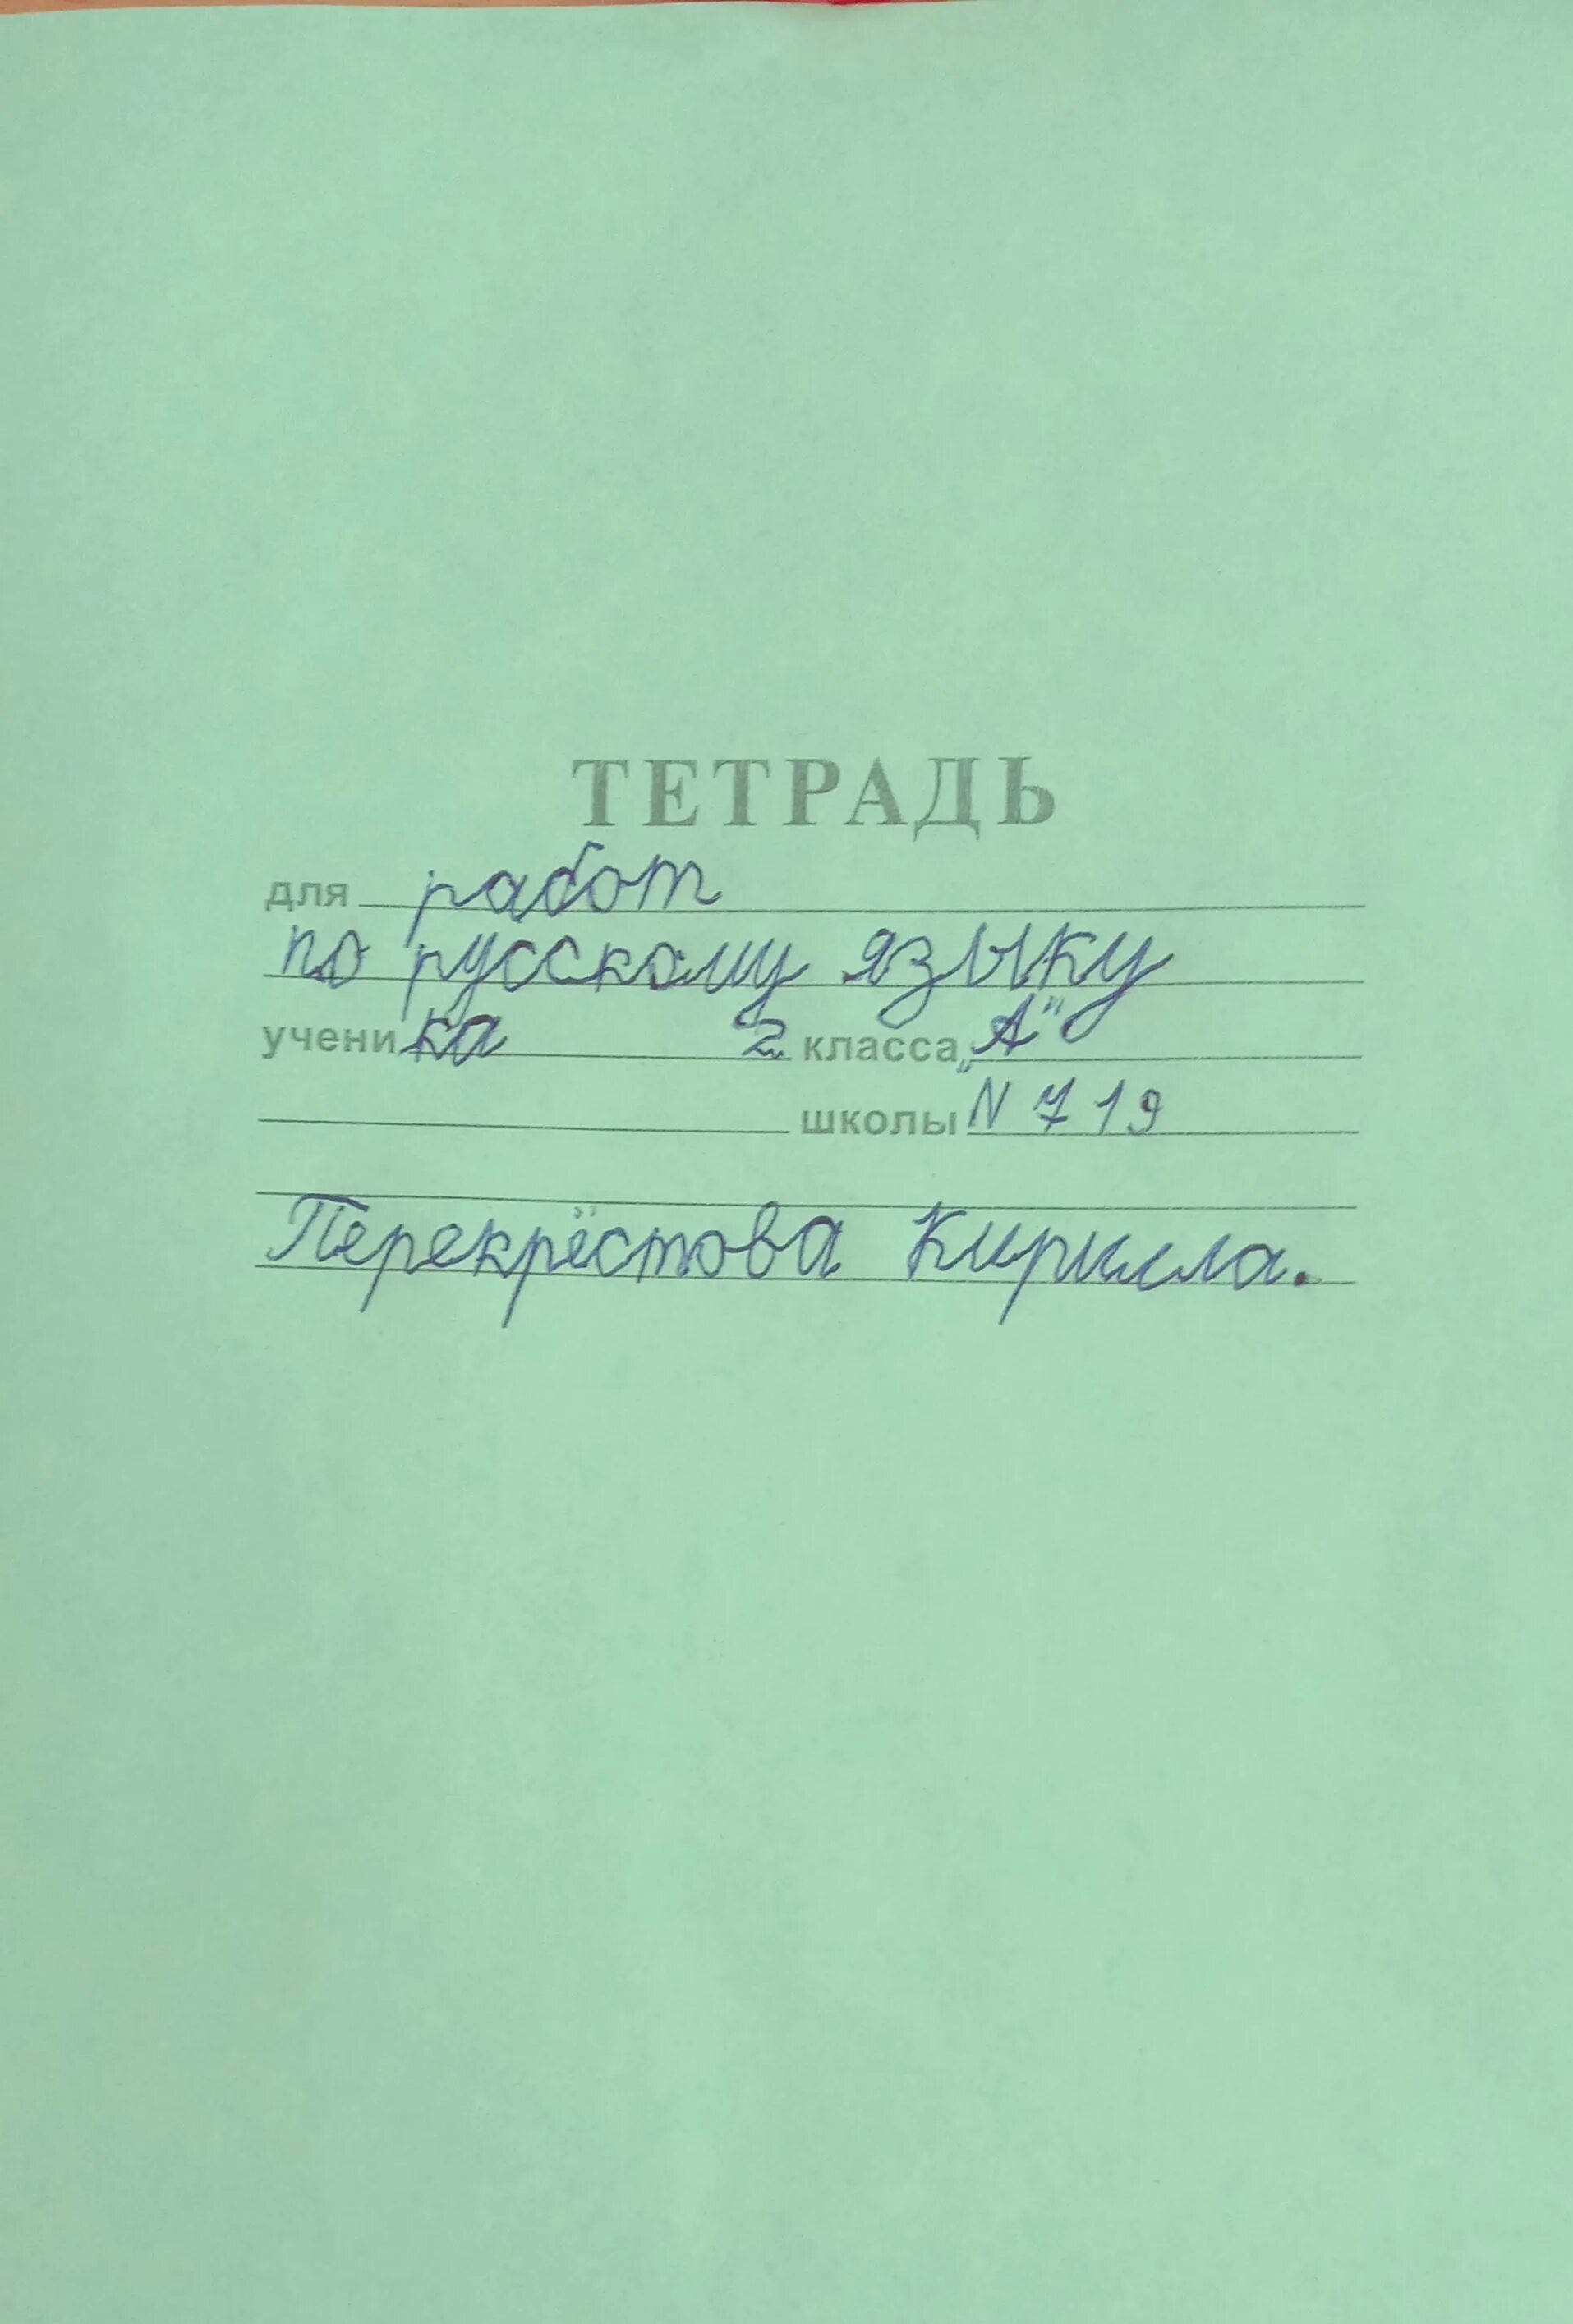 ТЕТРАДЬ
для работ
по русскому языку
ученика 2 класса „А"
школы N 719
Перекрёстова Кирилла.